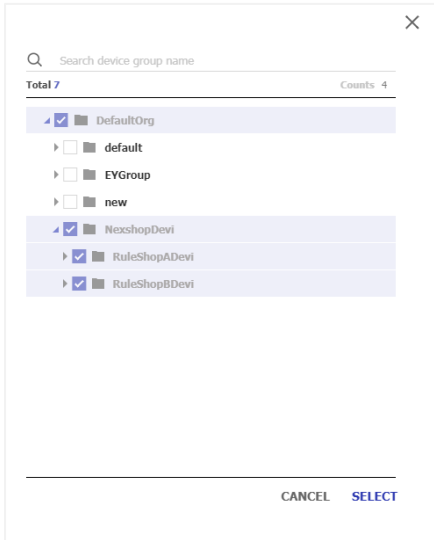 Search device group name
Total 7 Counts 4
DefaultOrg
default
EYGroup
new
NexshopDevi
RuleShopADevi
RuleShopBDevi
CANCEL SELECT